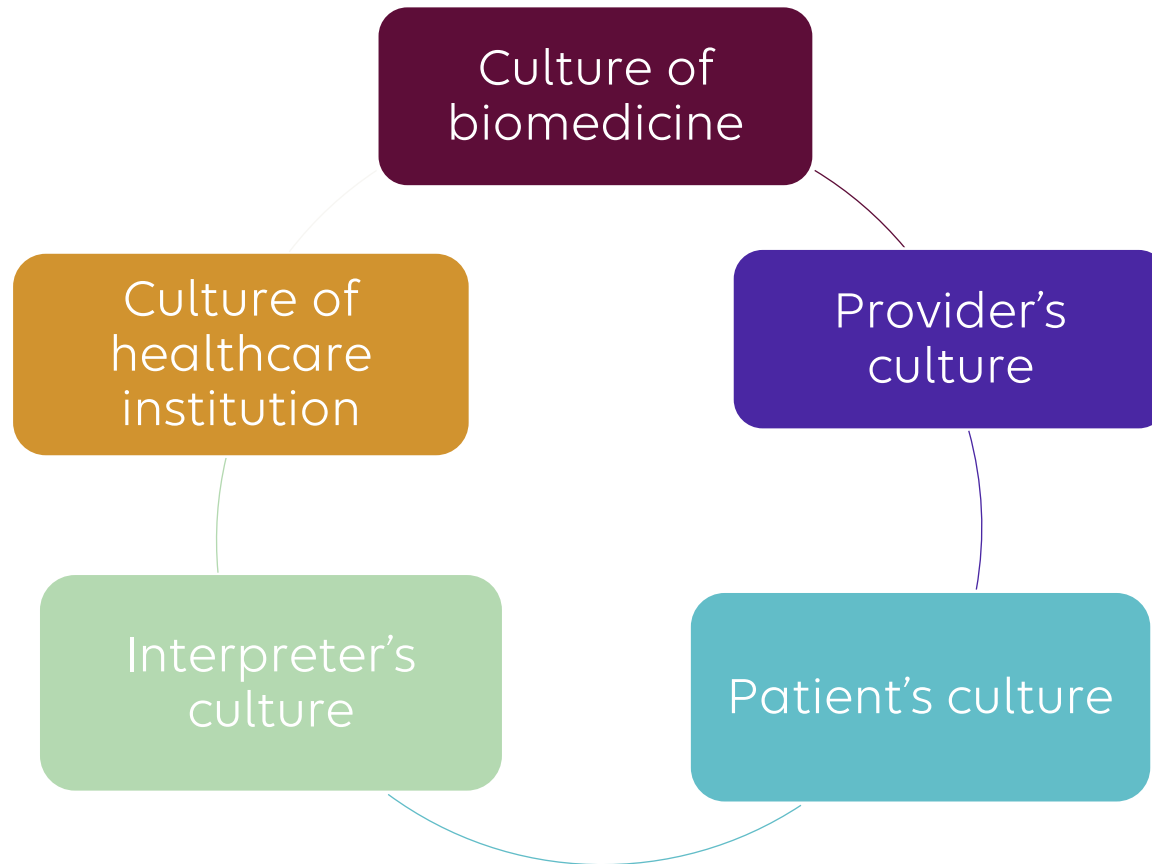 Culture of
biomedicine
Provider’s
culture
Patient’s culture
Interpreter’s
culture
Culture of
healthcare
institution